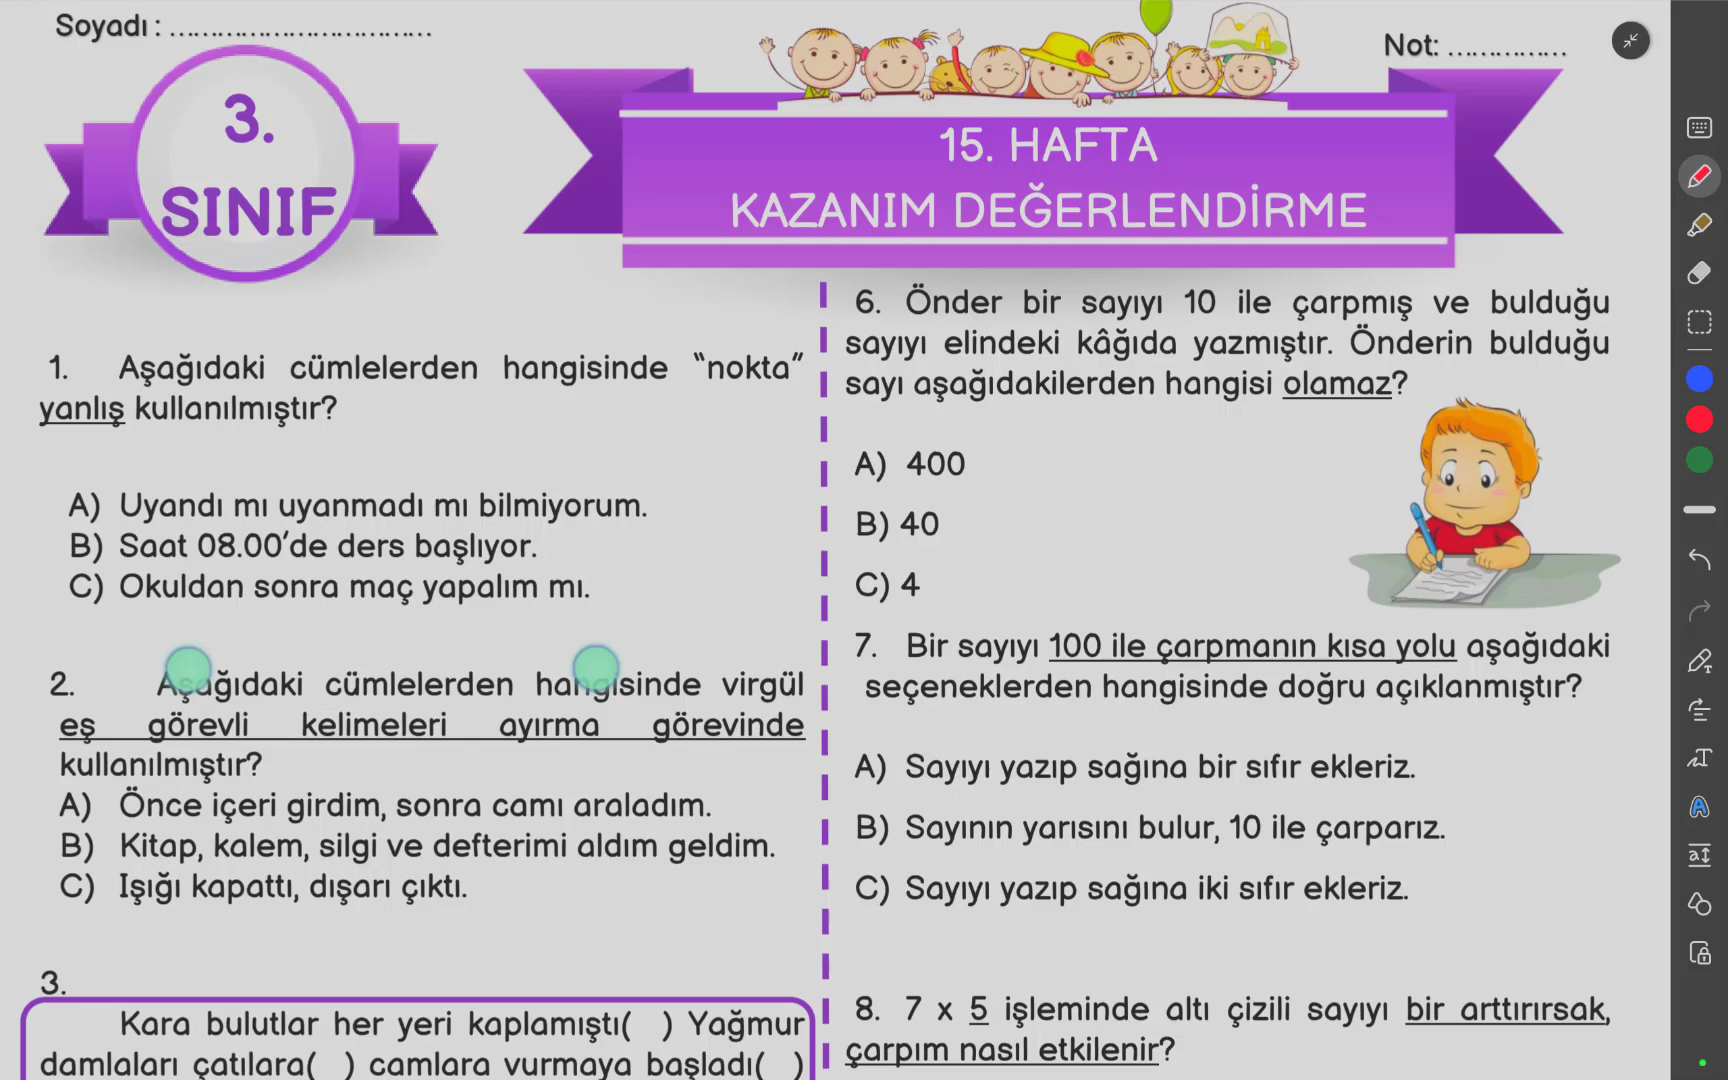 Soyadı : ................................
Not: ...............
3.
SINIF
15. HAFTA
KAZANIM DEĞERLENDİRME
1. Aşağıdaki cümlelerden hangisinde “nokta”
yanlış kullanılmıştır?
A) Uyandı mı uyanmadı mı bilmiyorum.
B) Saat 08.00’de ders başlıyor.
C) Okuldan sonra maç yapalım mı.
2. Aşağıdaki cümlelerden hangisinde virgül
eş görevli kelimeleri ayırma görevinde
kullanılmıştır?
A) Önce içeri girdim, sonra camı araladım.
B) Kitap, kalem, silgi ve defterimi aldım geldim.
C) Işığı kapattı, dışarı çıktı.
3.
Kara bulutlar her yeri kaplamıştı( ) Yağmur
damlaları çatılara( ) camlara vurmaya başladı( )
6. Önder bir sayıyı 10 ile çarpmış ve bulduğu
sayıyı elindeki kâğıda yazmıştır. Önderin bulduğu
sayı aşağıdakilerden hangisi olamaz?
A) 400
B) 40
C) 4
7. Bir sayıyı 100 ile çarpmanın kısa yolu aşağıdaki
seçeneklerden hangisinde doğru açıklanmıştır?
A) Sayıyı yazıp sağına bir sıfır ekleriz.
B) Sayının yarısını bulur, 10 ile çarparız.
C) Sayıyı yazıp sağına iki sıfır ekleriz.
8. 7 x 5 işleminde altı çizili sayıyı bir arttırırsak,
çarpım nasıl etkilenir?